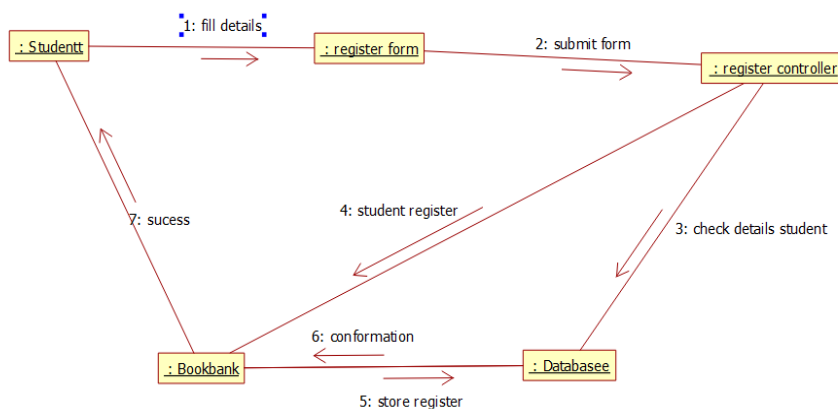 1: fill details
: Studentt
: register form
2: submit form
: register controller
4: student register
7: sucess
3: check details student
6: conformation
: Bookbank
: Databasee
5: store register